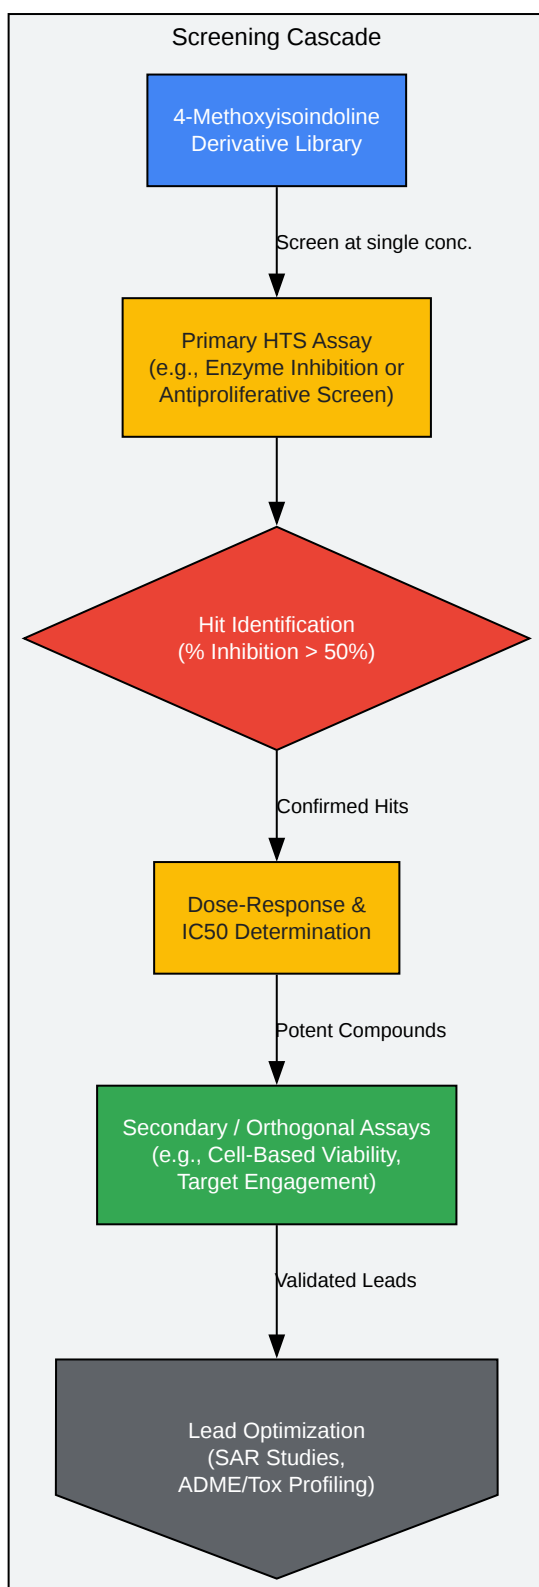 Screening Cascade
4-Methoxyisoindoline
Derivative Library
Screen at single conc.
Primary HTS Assay
(e.g., Enzyme Inhibition or
Antiproliferative Screen)
Hit Identification
(% Inhibition > 50%)
Confirmed Hits
Dose-Response &
IC50 Determination
Potent Compounds
Secondary / Orthogonal Assays
(e.g., Cell-Based Viability,
Target Engagement)
Validated Leads
Lead Optimization
(SAR Studies,
ADME/Tox Profiling)